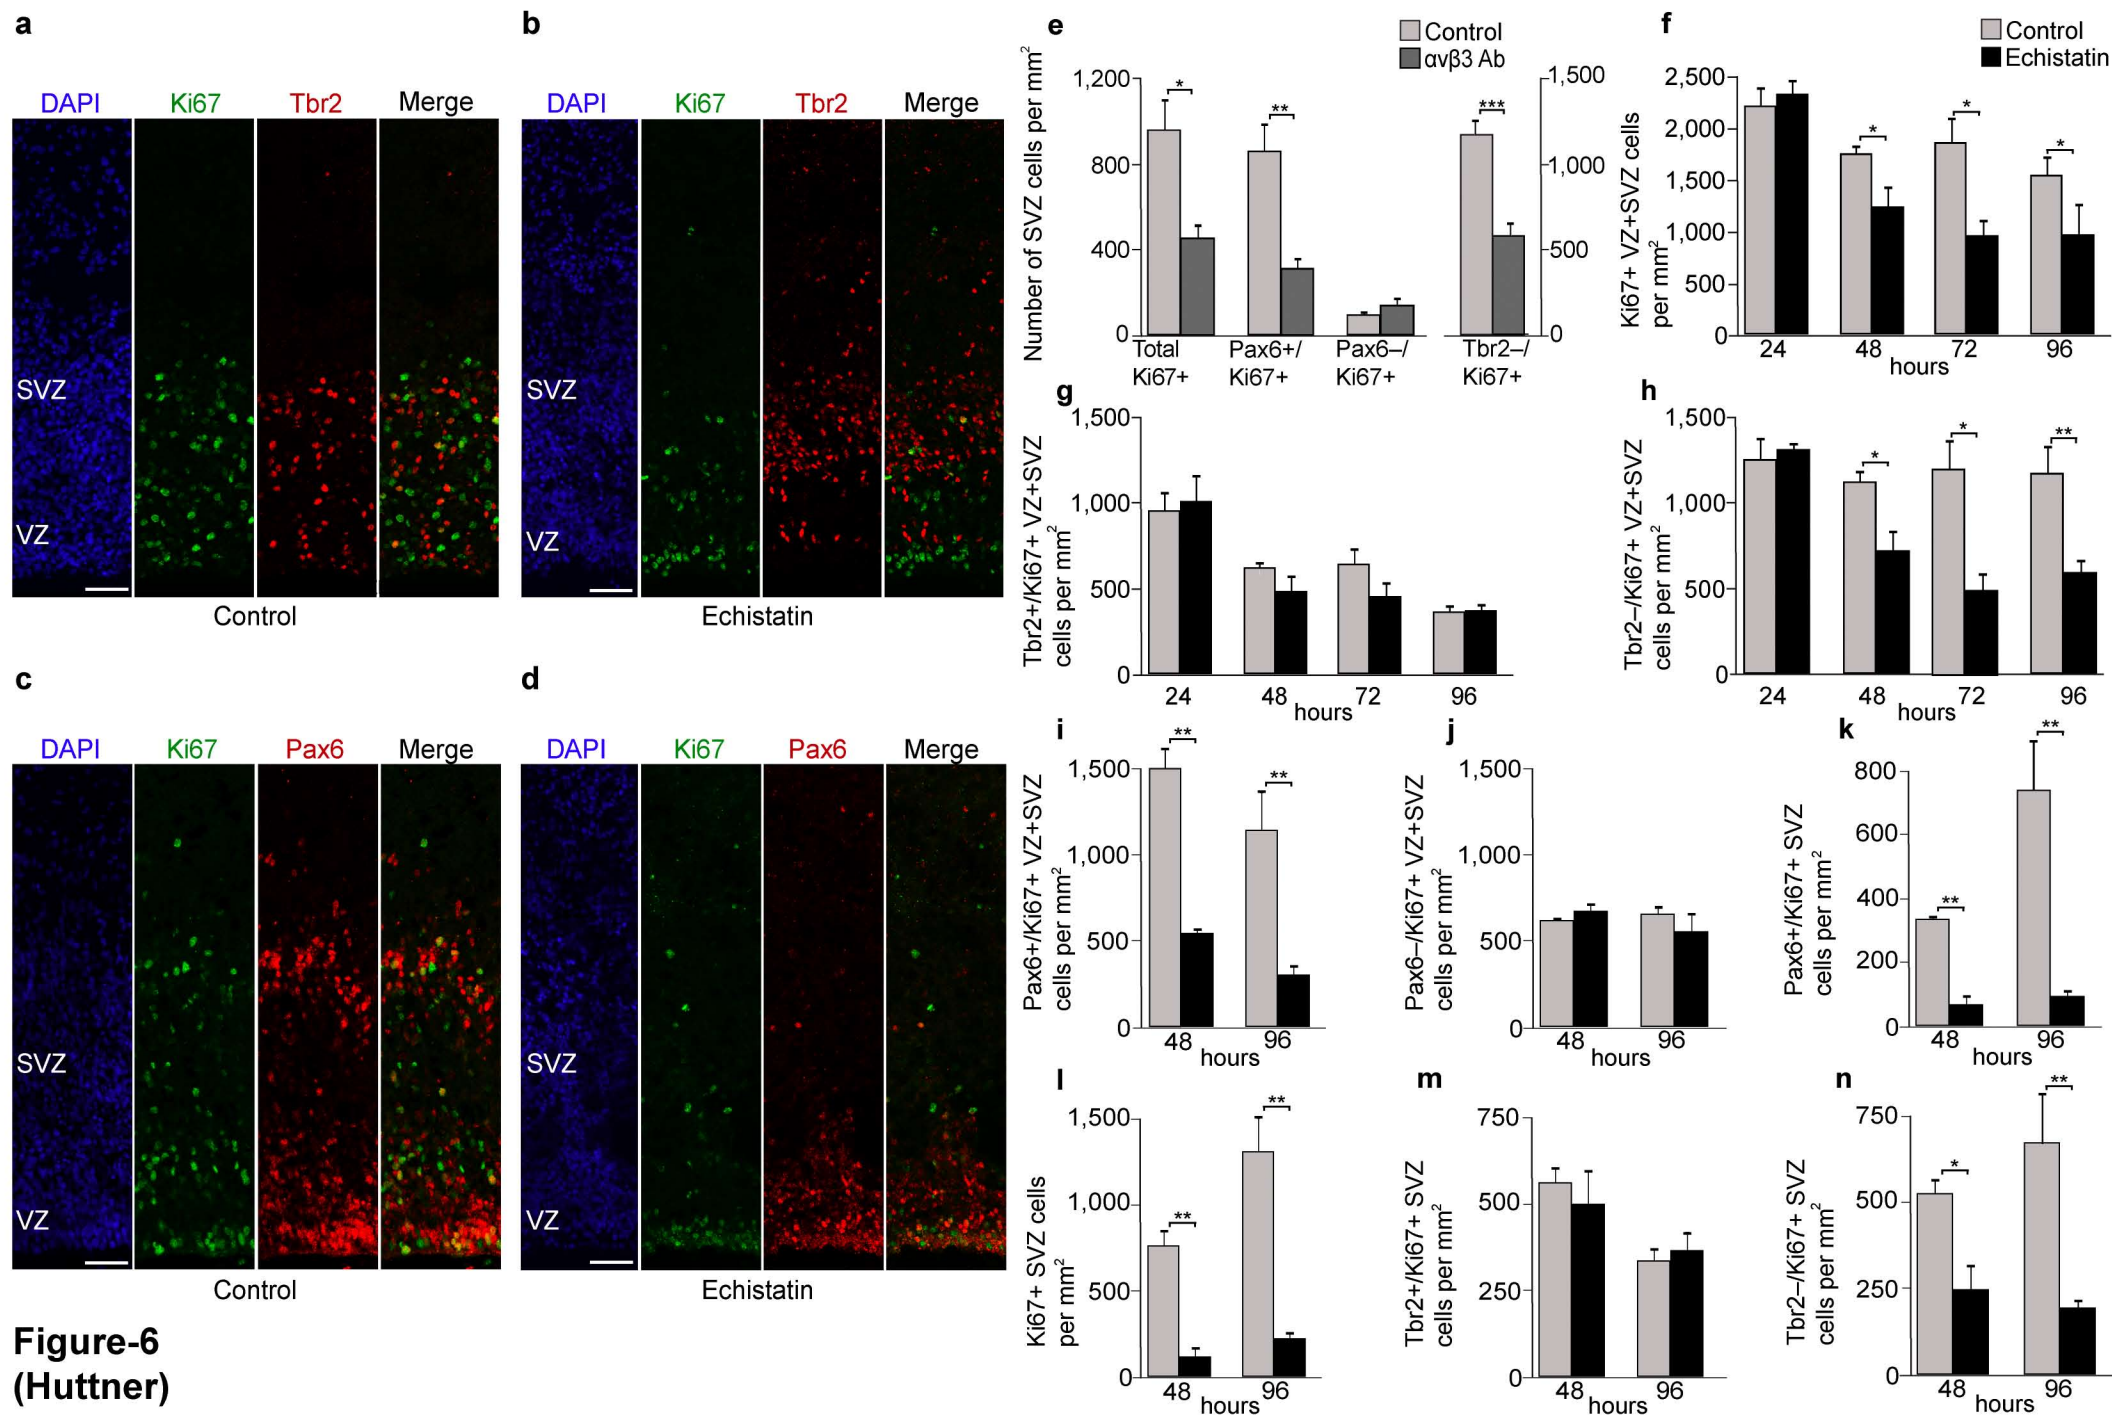 a
DAPI Ki67 Tbr2 Merge
SVZ
VZ
Control
b
DAPI Ki67 Tbr2 Merge
SVZ
VZ
Echistatin
c
DAPI Ki67 Pax6 Merge
SVZ
VZ
Control
d
DAPI Ki67 Pax6 Merge
SVZ
VZ
Echistatin
e
Control
αvβ3 Ab
Number of SVZ cells per mm²
1,200
800
400
0
* ** ***
1,500
1,000
500
0
Total Pax6+/ Pax6–/ Tbr2–/
Ki67+ Ki67+ Ki67+ Ki67+
f
Control
Echistatin
Ki67+ VZ+SVZ cells
per mm²
2,500
2,000
1,500
1,000
500
0
* * *
24 48 72 96
hours
g
Tbr2+/Ki67+ VZ+SVZ
cells per mm²
1,500
1,000
500
0
24 48 72 96
hours
h
Tbr2–/Ki67+ VZ+SVZ
cells per mm²
1,500
1,000
500
0
* * **
24 48 72 96
hours
i
Pax6+/Ki67+ VZ+SVZ
cells per mm²
1,500
1,000
500
0
** **
48 96
hours
j
Pax6–/Ki67+ VZ+SVZ
cells per mm²
1,500
1,000
500
0
48 96
hours
k
Pax6+/Ki67+ SVZ
cells per mm²
800
600
400
200
0
** **
48 96
hours
l
Ki67+ SVZ cells
per mm²
1,500
1,000
500
0
** **
48 96
hours
m
Tbr2+/Ki67+ SVZ
cells per mm²
750
500
250
0
48 96
hours
n
Tbr2–/Ki67+ SVZ
cells per mm²
750
500
250
0
* **
48 96
hours
Figure-6
(Huttner)